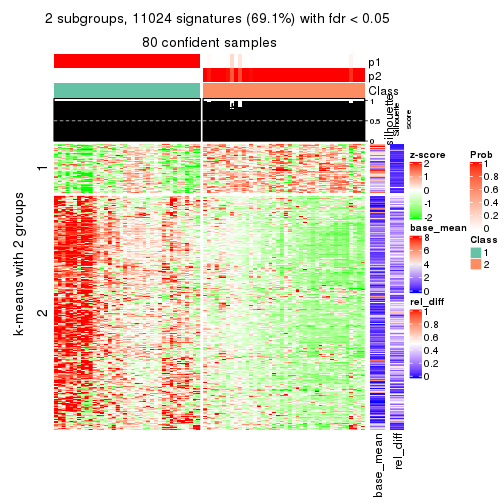 2 subgroups, 11024 signatures (69.1%) with fdr < 0.05
80 confident samples
p1
p2
Class
silhouette
Silhouette
score
1
0.5
0
k-means with 2 groups
1
2
base_mean
rel_diff
z-score
2
1
0
-1
-2
base_mean
8
6
4
2
0
rel_diff
1
0.8
0.6
0.4
0.2
0
Prob
1
0.8
0.6
0.4
0.2
0
Class
1
2